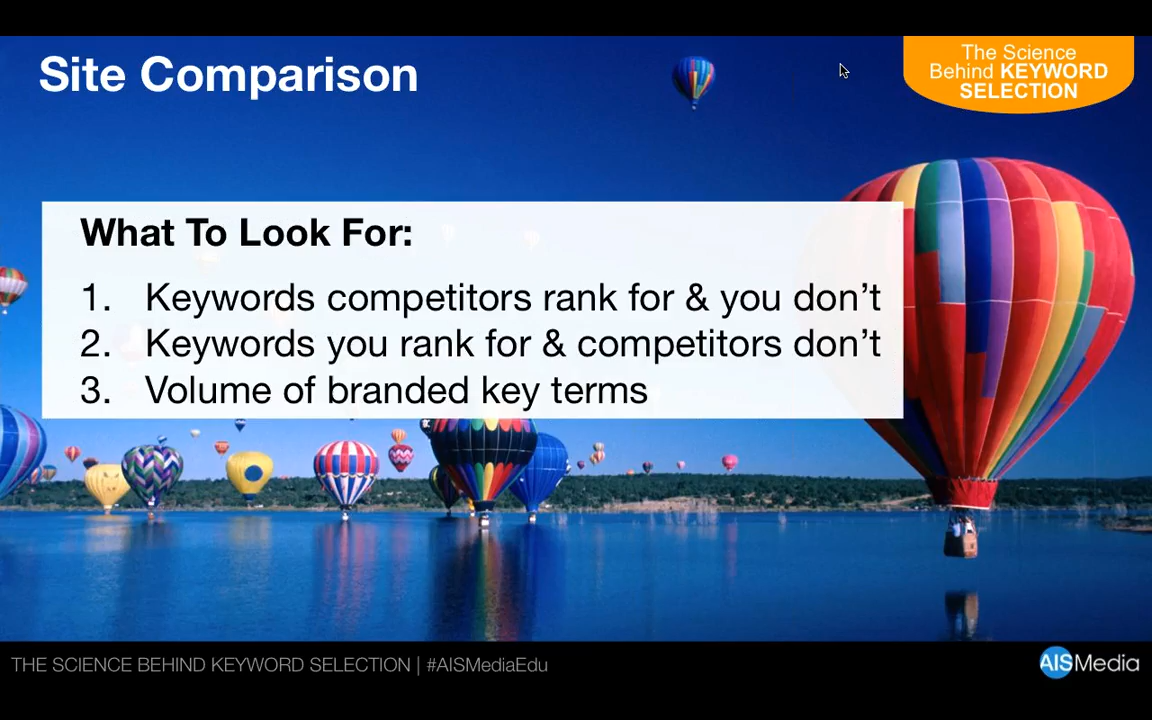 Site Comparison
The Science
Behind KEYWORD
SELECTION
What To Look For:
1. Keywords competitors rank for & you don’t
2. Keywords you rank for & competitors don’t
3. Volume of branded key terms
THE SCIENCE BEHIND KEYWORD SELECTION | #AISMediaEdu
AISMedia